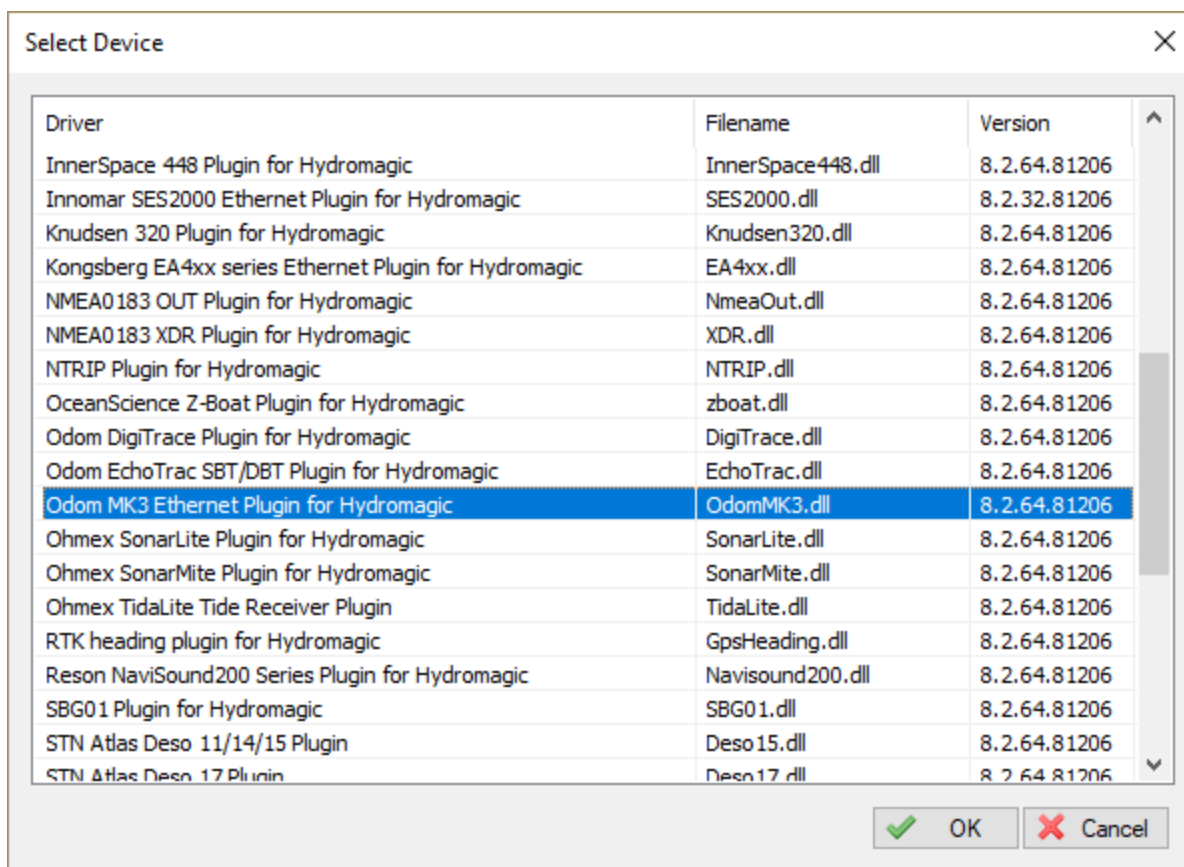 Select Device
Driver Filename Version
InnerSpace 448 Plugin for Hydromagic InnerSpace448.dll 8.2.64.81206
Innomar SES2000 Ethernet Plugin for Hydromagic SES2000.dll 8.2.32.81206
Knudsen 320 Plugin for Hydromagic Knudsen320.dll 8.2.64.81206
Kongsberg EA4xx series Ethernet Plugin for Hydromagic EA4xx.dll 8.2.64.81206
NMEA0183 OUT Plugin for Hydromagic NmeaOut.dll 8.2.64.81206
NMEA0183 XDR Plugin for Hydromagic XDR.dll 8.2.64.81206
NTRIP Plugin for Hydromagic NTRIP.dll 8.2.64.81206
OceanScience Z-Boat Plugin for Hydromagic zboat.dll 8.2.64.81206
Odom DigiTrace Plugin for Hydromagic DigiTrace.dll 8.2.64.81206
Odom EchoTrac SBT/DBT Plugin for Hydromagic EchoTrac.dll 8.2.64.81206
Odom MK3 Ethernet Plugin for Hydromagic OdomMK3.dll 8.2.64.81206
Ohmex SonarLite Plugin for Hydromagic SonarLite.dll 8.2.64.81206
Ohmex SonarMite Plugin for Hydromagic SonarMite.dll 8.2.64.81206
Ohmex TidaLite Tide Receiver Plugin TidaLite.dll 8.2.64.81206
RTK heading plugin for Hydromagic GpsHeading.dll 8.2.64.81206
Reson NaviSound200 Series Plugin for Hydromagic Navisound200.dll 8.2.64.81206
SBG01 Plugin for Hydromagic SBG01.dll 8.2.64.81206
STN Atlas Deso 11/14/15 Plugin Deso15.dll 8.2.64.81206
STN Atlas Deso 17 Plugin Deso17.dll 8.2.64.81206
OK Cancel